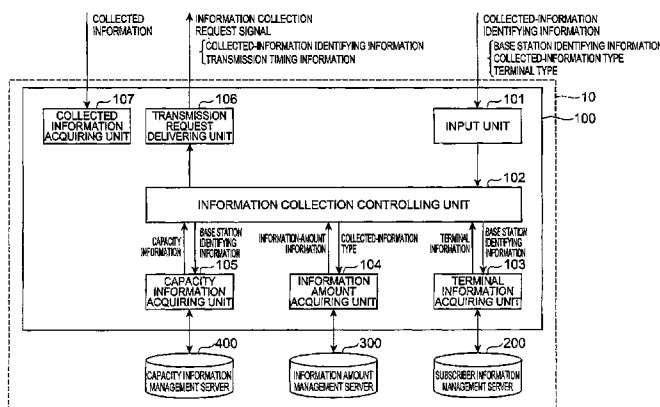 COLLECTED
INFORMATION
INFORMATION COLLECTION
REQUEST SIGNAL
COLLECTED-INFORMATION IDENTIFYING INFORMATION
TRANSMISSION TIMING INFORMATION
COLLECTED-INFORMATION
IDENTIFYING INFORMATION
BASE STATION IDENTIFYING INFORMATION
COLLECTED-INFORMATION TYPE
TERMINAL TYPE
10
100
107
COLLECTED
INFORMATION
ACQUIRING UNIT
106
TRANSMISSION
REQUEST
DELIVERING UNIT
101
INPUT UNIT
102
INFORMATION COLLECTION CONTROLLING UNIT
CAPACITY
INFORMATION
BASE STATION
IDENTIFYING
INFORMATION
INFORMATION-AMOUNT
INFORMATION
COLLECTED-INFORMATION
TYPE
TERMINAL
INFORMATION
BASE STATION
IDENTIFYING
INFORMATION
105
CAPACITY
INFORMATION
ACQUIRING UNIT
104
INFORMATION
AMOUNT
ACQUIRING UNIT
103
TERMINAL
INFORMATION
ACQUIRING UNIT
400
CAPACITY INFORMATION
MANAGEMENT SERVER
300
INFORMATION AMOUNT
MANAGEMENT SERVER
200
SUBSCRIBER INFORMATION
MANAGEMENT SERVER